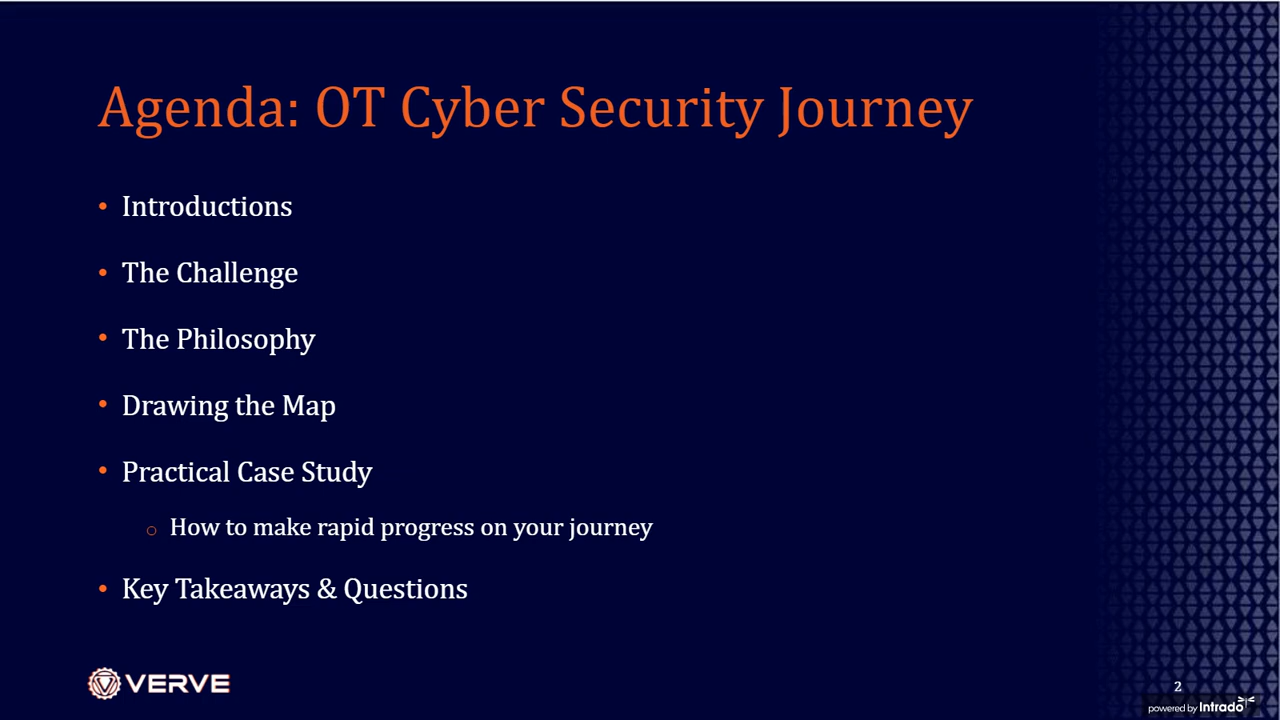 Agenda: OT Cyber Security Journey
• Introductions
• The Challenge
• The Philosophy
• Drawing the Map
• Practical Case Study
○ How to make rapid progress on your journey
• Key Takeaways & Questions
VERVE
2
powered by Intrado